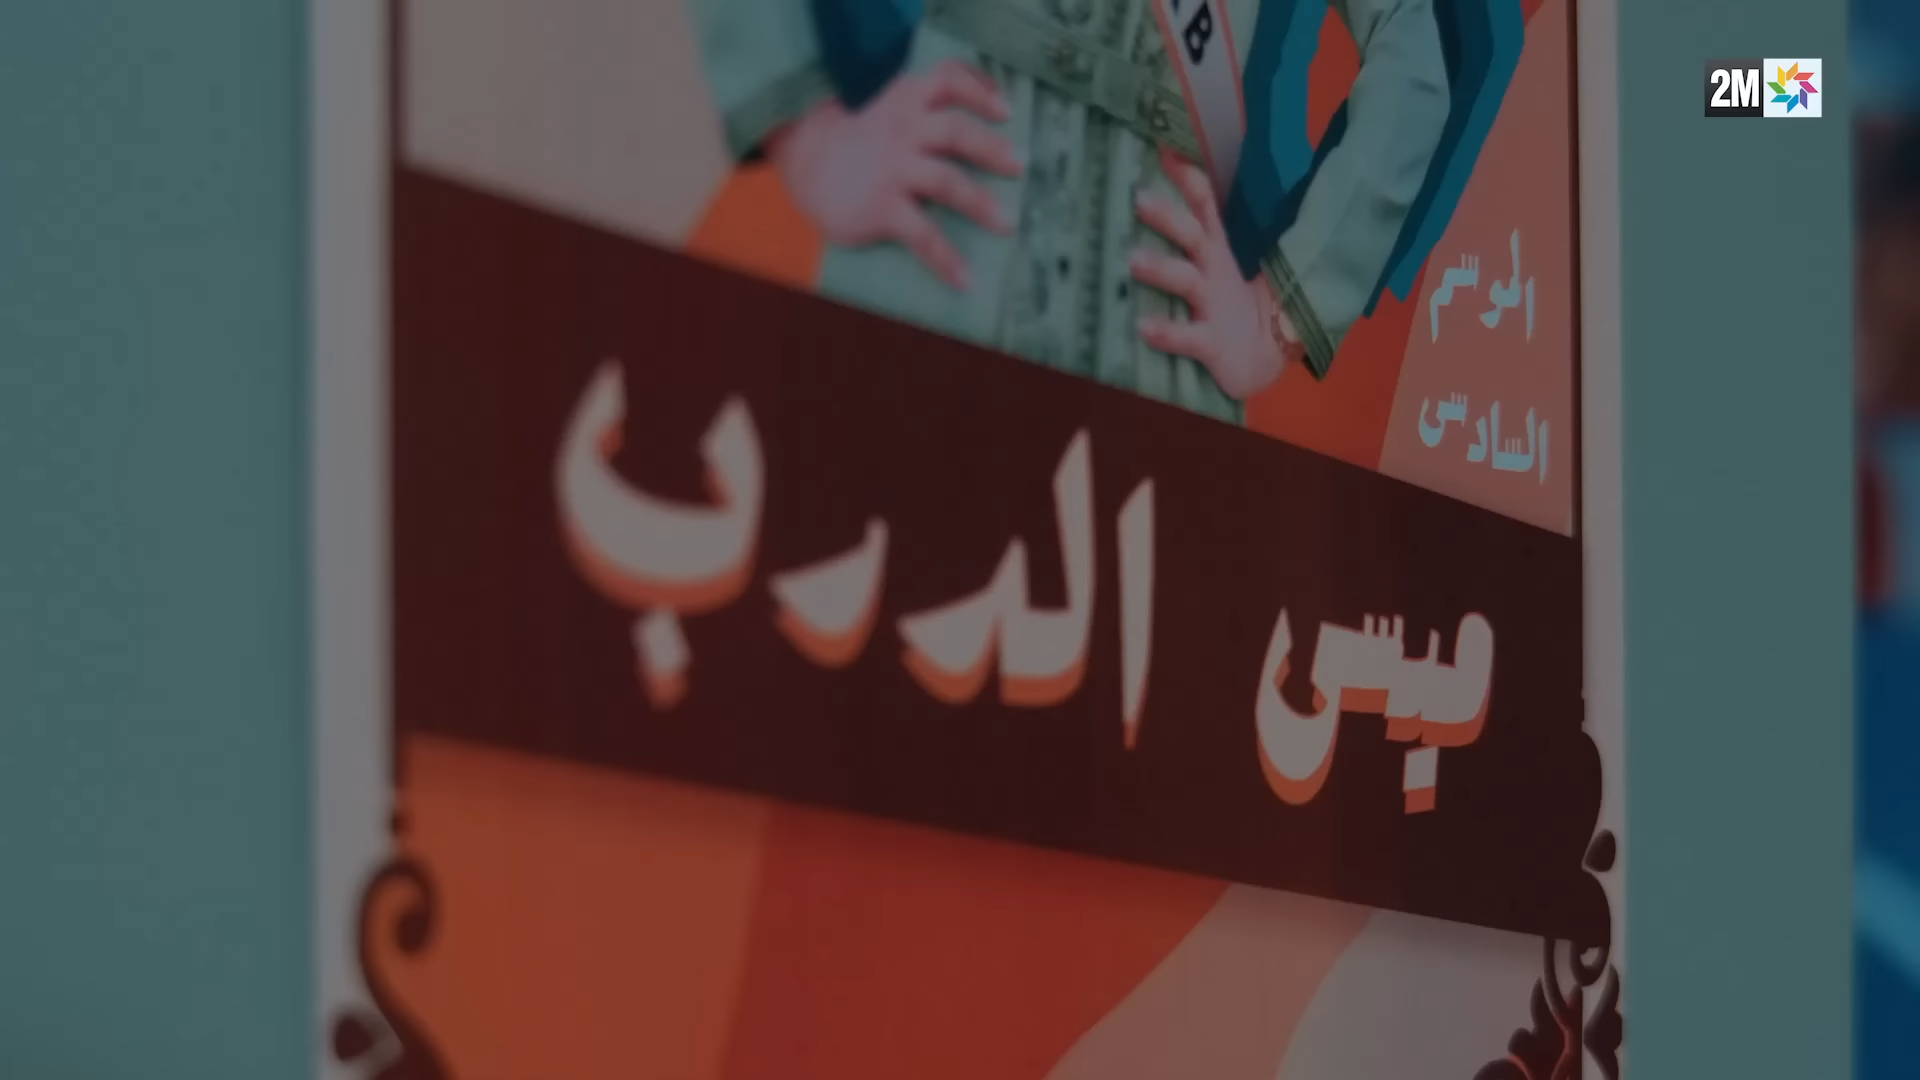 2M
B
الموسم
السادس
ميس الدرب